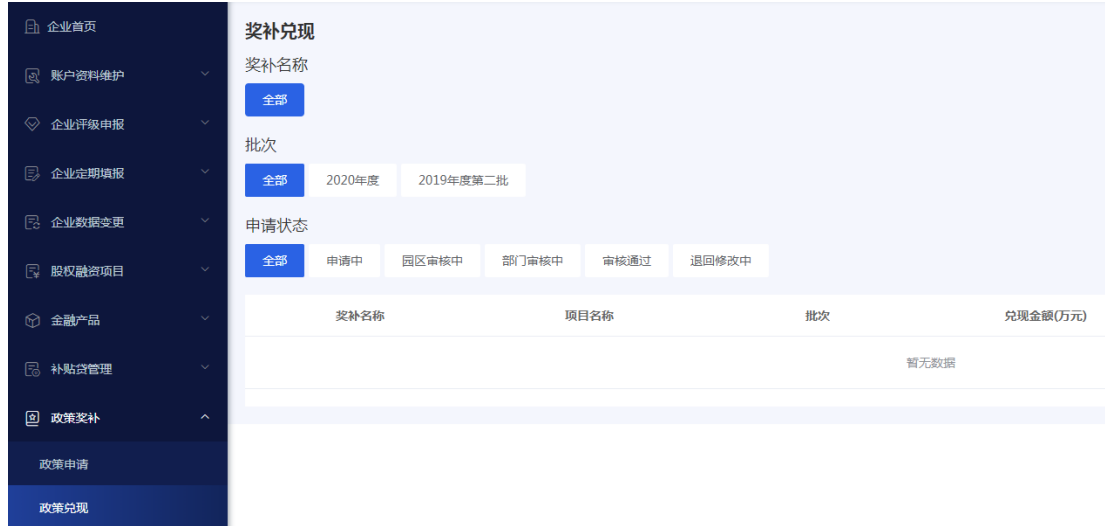 企业首页
账户资料维护
企业评级申报
企业定期填报
企业数据变更
股权融资项目
金融产品
补贴贷管理
政策奖补
政策申请
政策兑现
奖补兑现
奖补名称
全部
批次
全部 2020年度 2019年度第二批
申请状态
全部 申请中 园区审核中 部门审核中 审核通过 退回修改中
奖补名称 项目名称 批次 兑现金额(万元)
暂无数据